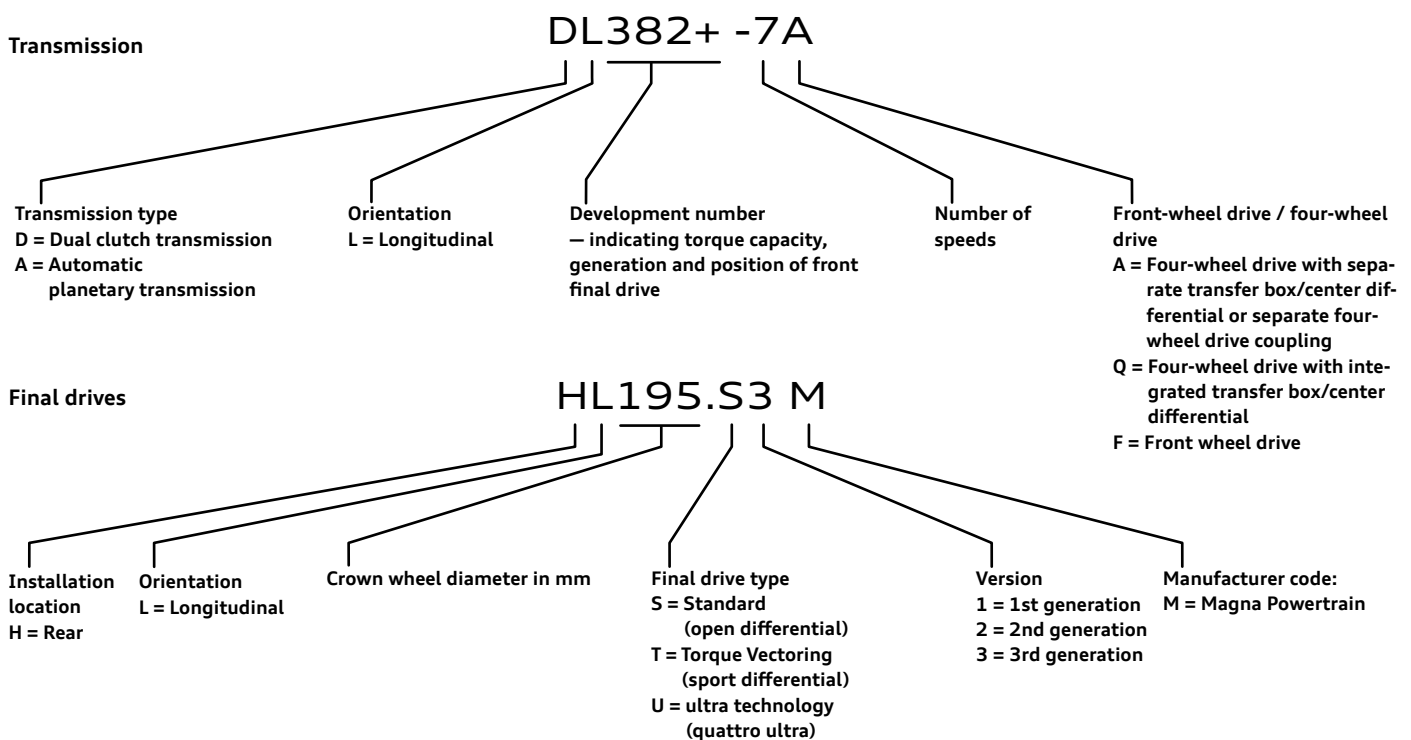 Transmission
DL382+ -7A
Transmission type
D = Dual clutch transmission
A = Automatic
planetary transmission
Orientation
L = Longitudinal
Development number
— indicating torque capacity,
generation and position of front
final drive
Number of
speeds
Front-wheel drive / four-wheel
drive
A = Four-wheel drive with sepa-
rate transfer box/center dif-
ferential or separate four-
wheel drive coupling
Q = Four-wheel drive with inte-
grated transfer box/center
differential
F = Front wheel drive
Final drives
HL195.S3 M
Installation
location
H = Rear
Orientation
L = Longitudinal
Crown wheel diameter in mm
Final drive type
S = Standard
(open differential)
T = Torque Vectoring
(sport differential)
U = ultra technology
(quattro ultra)
Version
1 = 1st generation
2 = 2nd generation
3 = 3rd generation
Manufacturer code:
M = Magna Powertrain